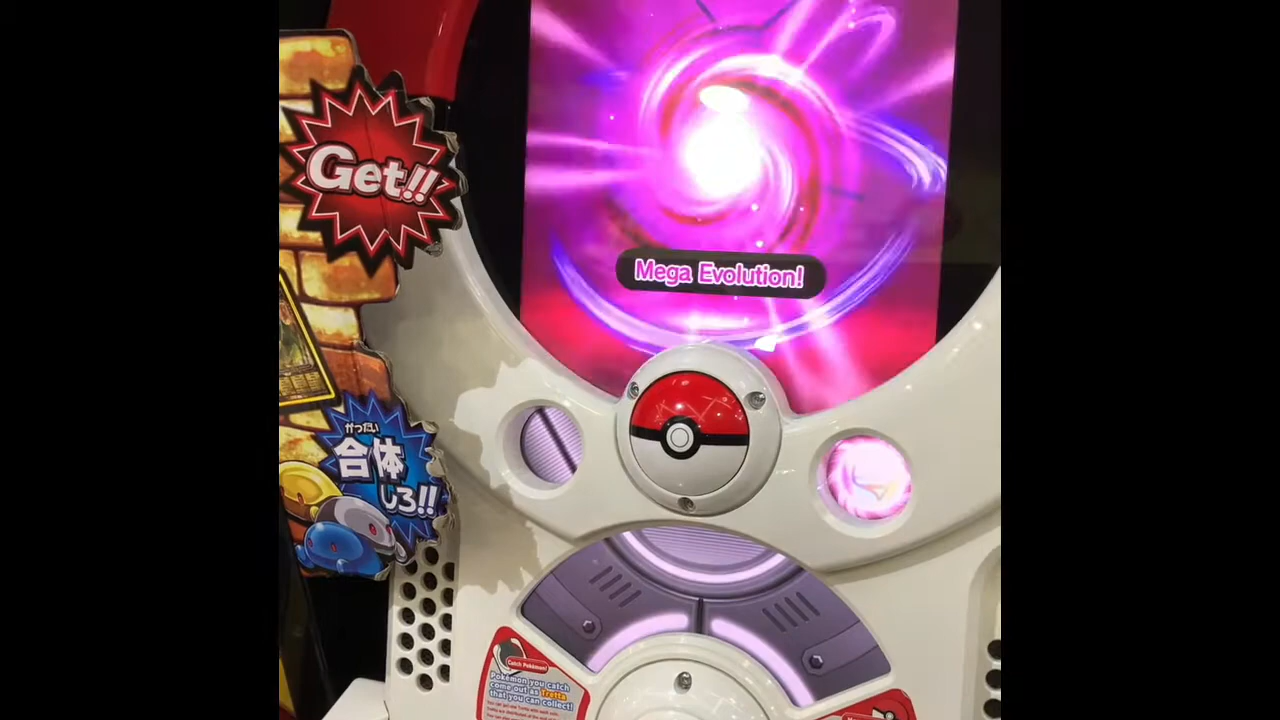 Get!!
Mega Evolution!
がったい
合体
しろ!!
Catch Pokémon!
Pokémon you catch
come out as Tretta
that you can collect!